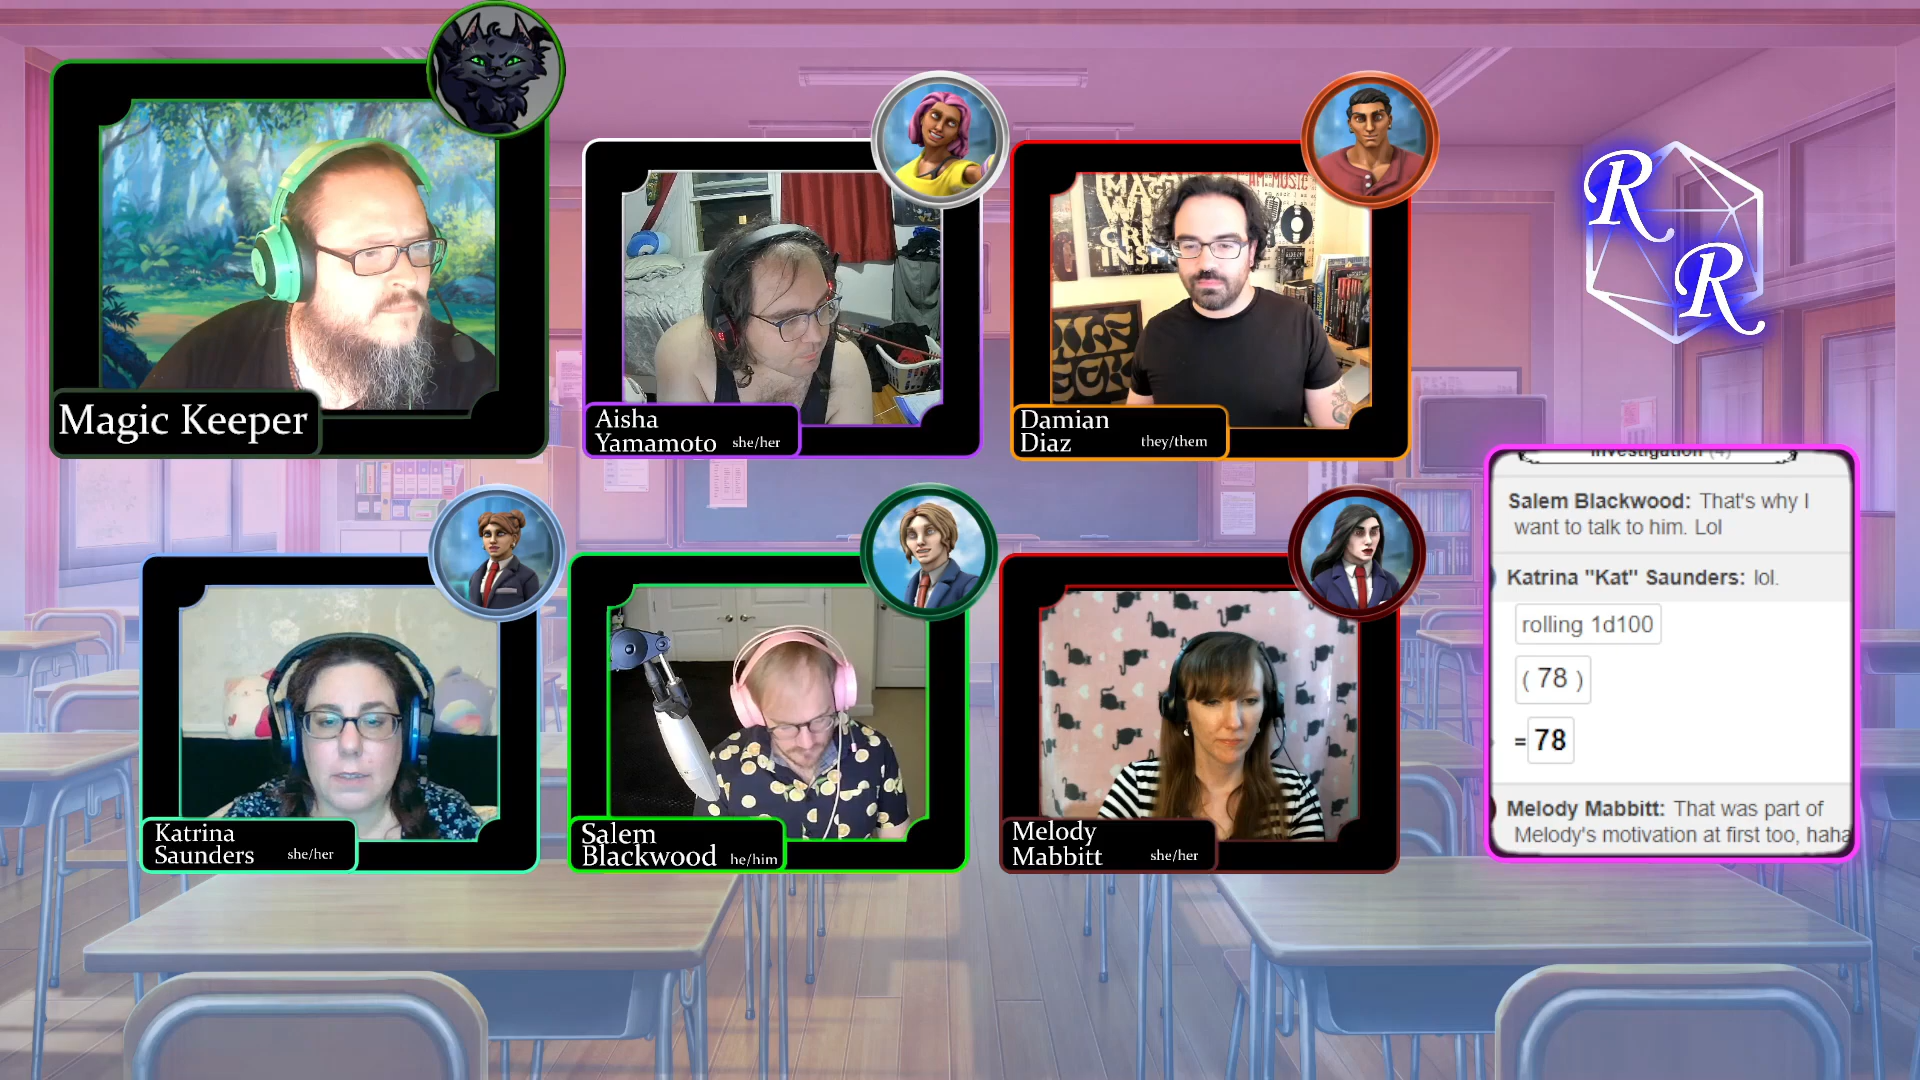 Magic Keeper
Aisha
Yamamoto she/her
Damian
Diaz they/them
R
R
Investigation (4)
Salem Blackwood: That's why I
want to talk to him. Lol
Katrina "Kat" Saunders: lol.
rolling 1d100
( 78 )
=78
Melody Mabbitt: That was part of
Melody's motivation at first too, haha
Katrina
Saunders she/her
Salem
Blackwood he/him
Melody
Mabbitt she/her